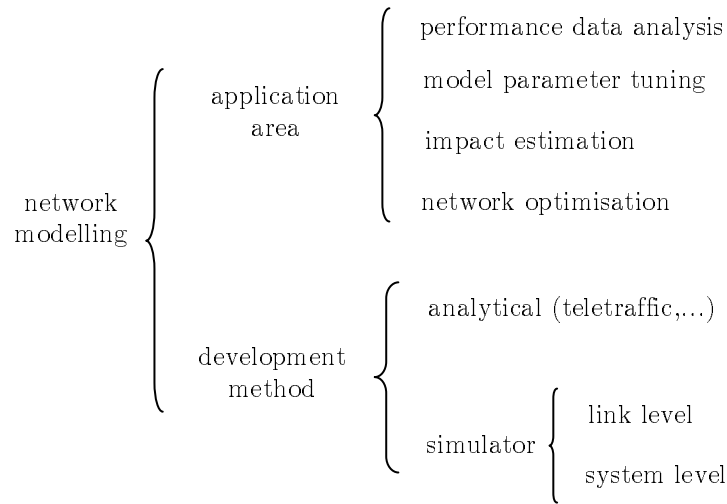 network
modelling
application
area
performance data analysis
model parameter tuning
impact estimation
network optimisation
development
method
analytical (teletraffic,...)
simulator
link level
system level